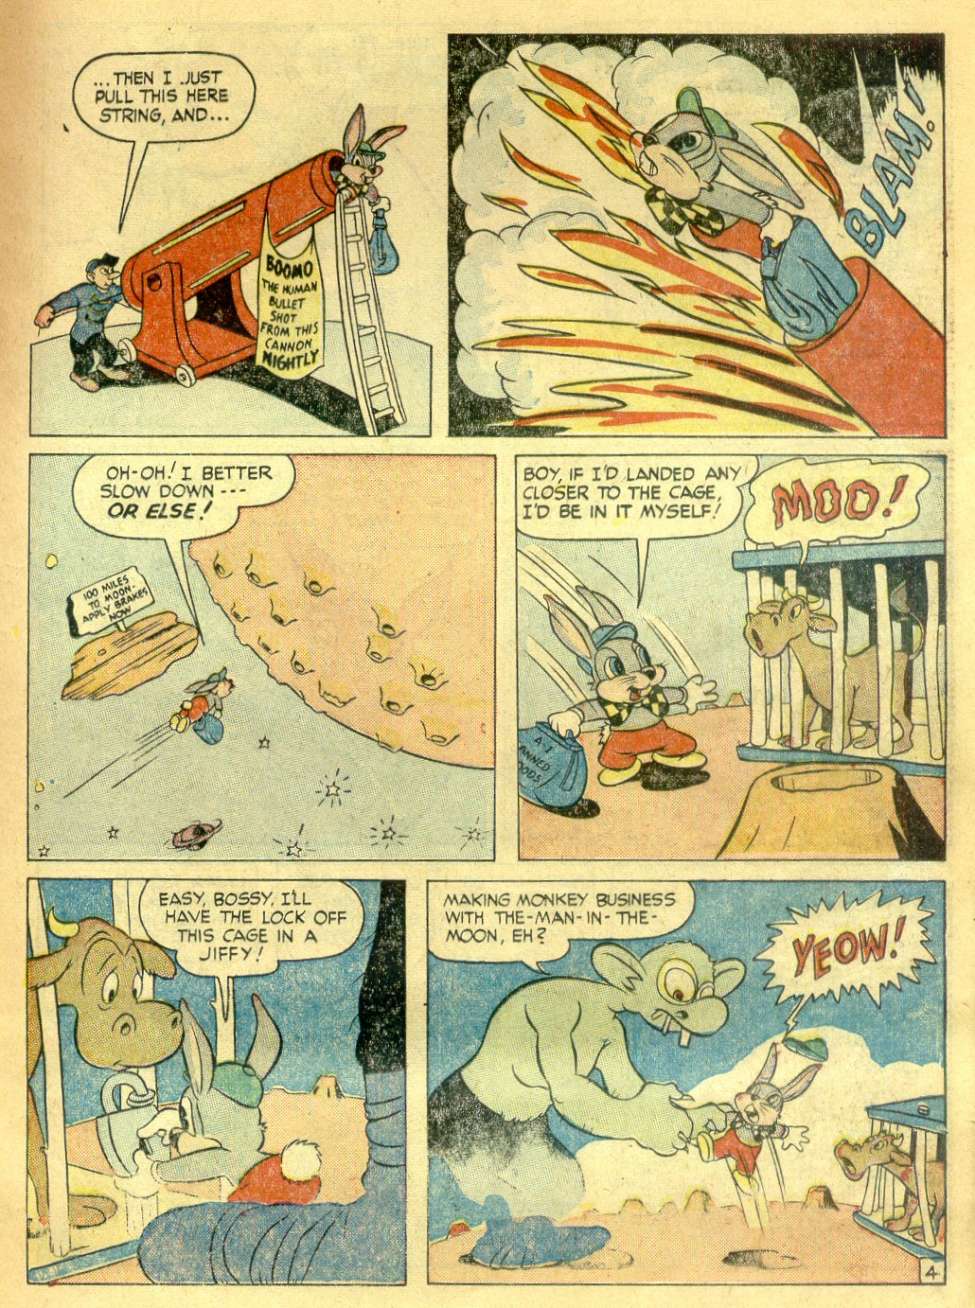 ...THEN I JUST
PULL THIS HERE
STRING, AND...
BOOMO
THE HUMAN
BULLET
SHOT
FROM THIS
CANNON
NIGHTLY
BLAM!
OH-OH! I BETTER
SLOW DOWN---
OR ELSE!
100 MILES
TO MOON-
APPLY BRAKES
NOW
BOY, IF I'D LANDED ANY
CLOSER TO THE CAGE,
I'D BE IN IT MYSELF!
MOO!
A-1
ANNED
OODS
EASY, BOSSY, I'LL
HAVE THE LOCK OFF
THIS CAGE IN A
JIFFY!
MAKING MONKEY BUSINESS
WITH THE-MAN-IN-THE-
MOON, EH?
YEOW!
4